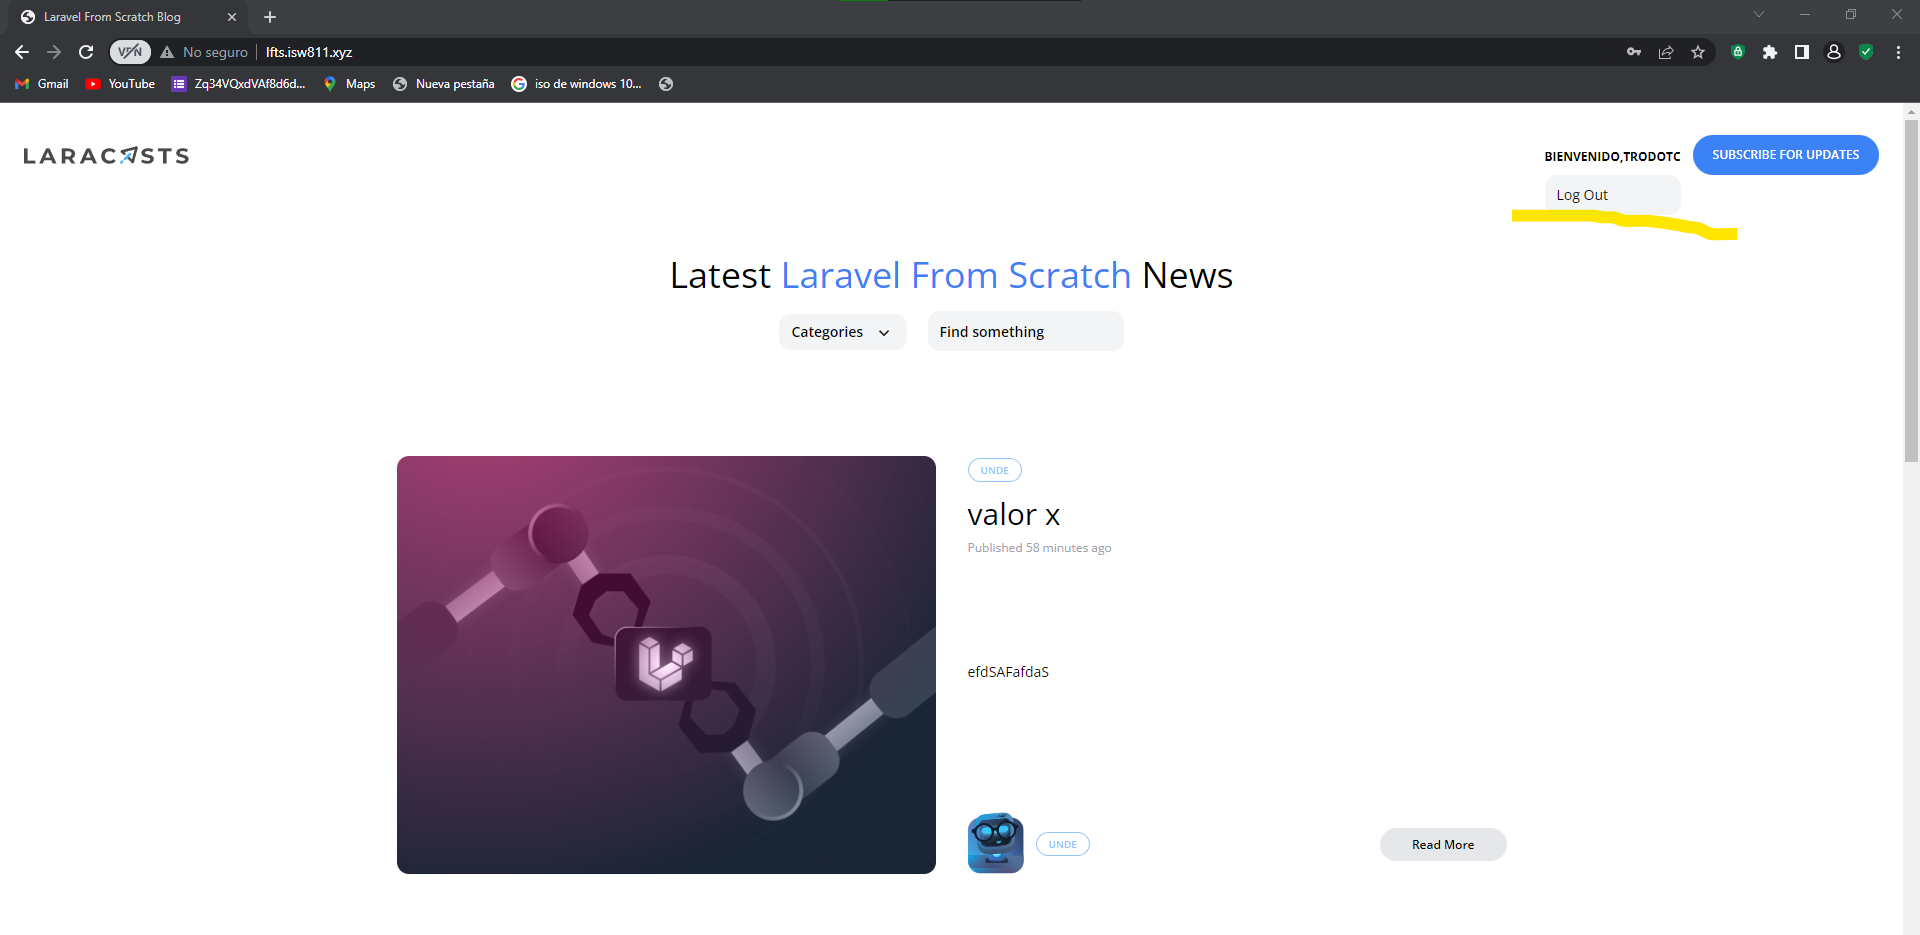 Laravel From Scratch Blog
VPN
No seguro
lfts.isw811.xyz
Gmail
YouTube
Zq34VQxdVAf8d6d...
Maps
Nueva pestaña
iso de windows 10...
LARACASTS
BIENVENIDO,TRODOTC
SUBSCRIBE FOR UPDATES
Log Out
Latest Laravel From Scratch News
Categories
Find something
UNDE
valor x
Published 58 minutes ago
efdSAFafdaS
UNDE
Read More